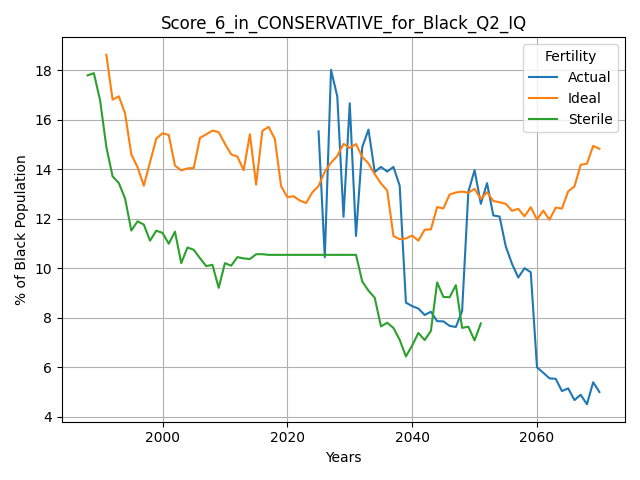 Score_6_in_CONSERVATIVE_for_Black_Q2_IQ
Fertility
Actual
Ideal
Sterile
% of Black Population
18
16
14
12
10
8
6
4
2000
2020
2040
2060
Years